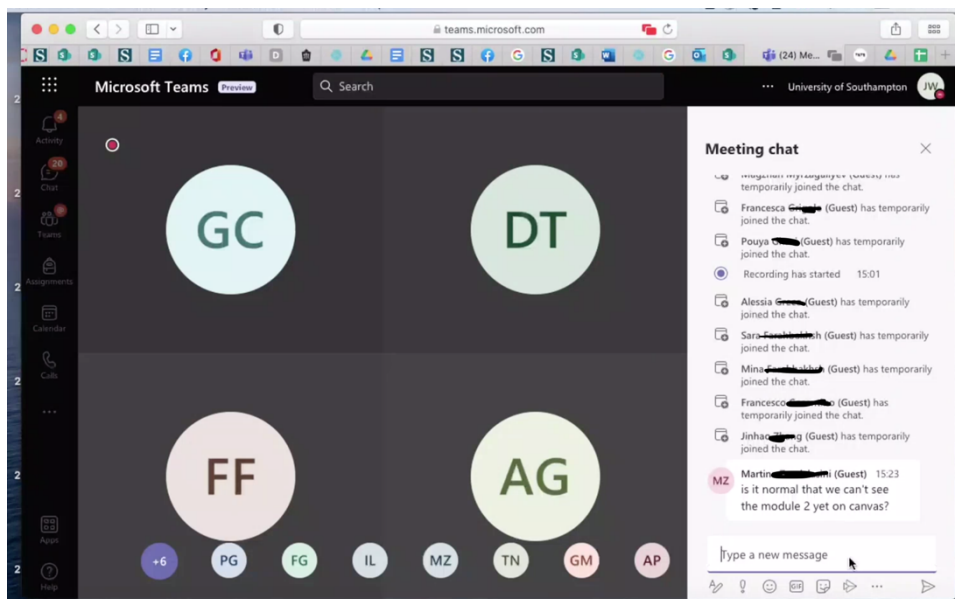 teams.microsoft.com
(24) Me...
Microsoft Teams Preview
Search
University of Southampton
JW
4
Activity
20
Chat
Teams
Assignments
Calendar
Calls
Apps
Help
GC
DT
FF
AG
+6
PG
FG
IL
MZ
TN
GM
AP
Meeting chat
temporarily joined the chat.
Francesca (Guest) has temporarily
joined the chat.
Pouya (Guest) has temporarily
joined the chat.
Recording has started 15:01
Alessia (Guest) has temporarily
joined the chat.
Sara (Guest) has temporarily
joined the chat.
Mina (Guest) has temporarily
joined the chat.
Francesco (Guest) has
temporarily joined the chat.
Jinhao (Guest) has temporarily
joined the chat.
MZ
(Guest) 15:23
is it normal that we can't see
the module 2 yet on canvas?
Type a new message
GIF